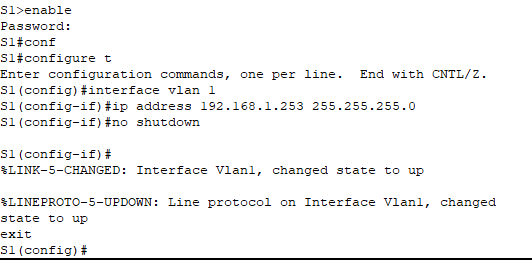 S1>enable
Password:
S1#conf
S1#configure t
Enter configuration commands, one per line.  End with CNTL/Z.
S1(config)#interface vlan 1
S1(config-if)#ip address 192.168.1.253 255.255.255.0
S1(config-if)#no shutdown
S1(config-if)#
%LINK-5-CHANGED: Interface Vlan1, changed state to up
%LINEPROTO-5-UPDOWN: Line protocol on Interface Vlan1, changed
state to up
exit
S1(config)#